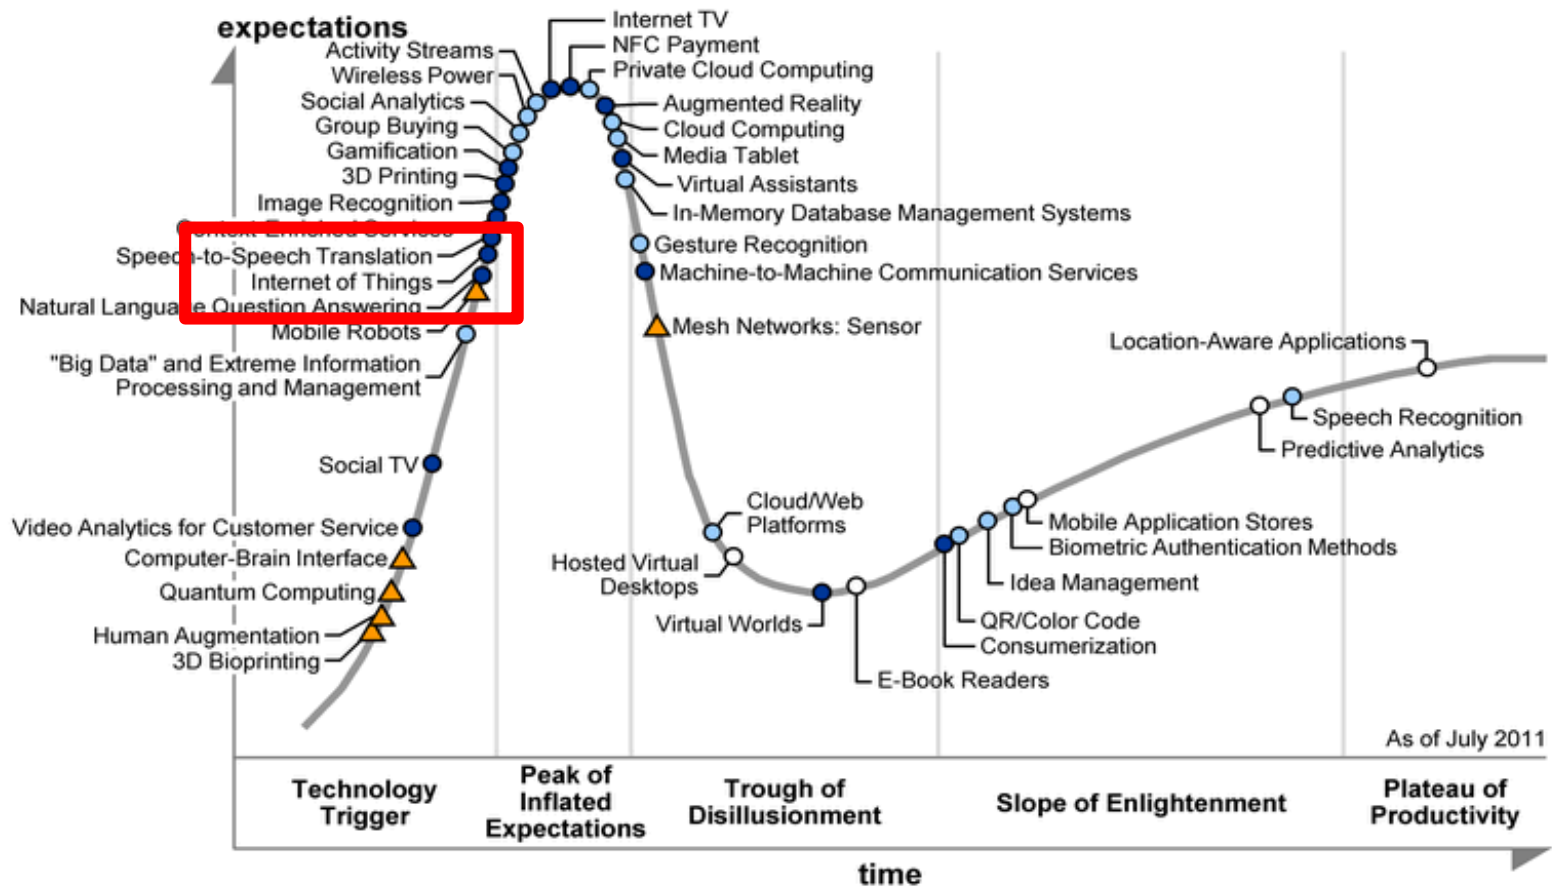 expectations
Activity Streams
Wireless Power
Social Analytics
Group Buying
Gamification
3D Printing
Image Recognition
Context-Enriched Services
Speech-to-Speech Translation
Internet of Things
Natural Language Question Answering
Mobile Robots
"Big Data" and Extreme Information
Processing and Management
Social TV
Video Analytics for Customer Service
Computer-Brain Interface
Quantum Computing
Human Augmentation
3D Bioprinting
Internet TV
NFC Payment
Private Cloud Computing
Augmented Reality
Cloud Computing
Media Tablet
Virtual Assistants
In-Memory Database Management Systems
Gesture Recognition
Machine-to-Machine Communication Services
Mesh Networks: Sensor
Cloud/Web
Platforms
Hosted Virtual
Desktops
Virtual Worlds
E-Book Readers
Consumerization
QR/Color Code
Idea Management
Biometric Authentication Methods
Mobile Application Stores
Predictive Analytics
Speech Recognition
Location-Aware Applications
As of July 2011
Technology
Trigger
Peak of
Inflated
Expectations
Trough of
Disillusionment
Slope of Enlightenment
Plateau of
Productivity
time